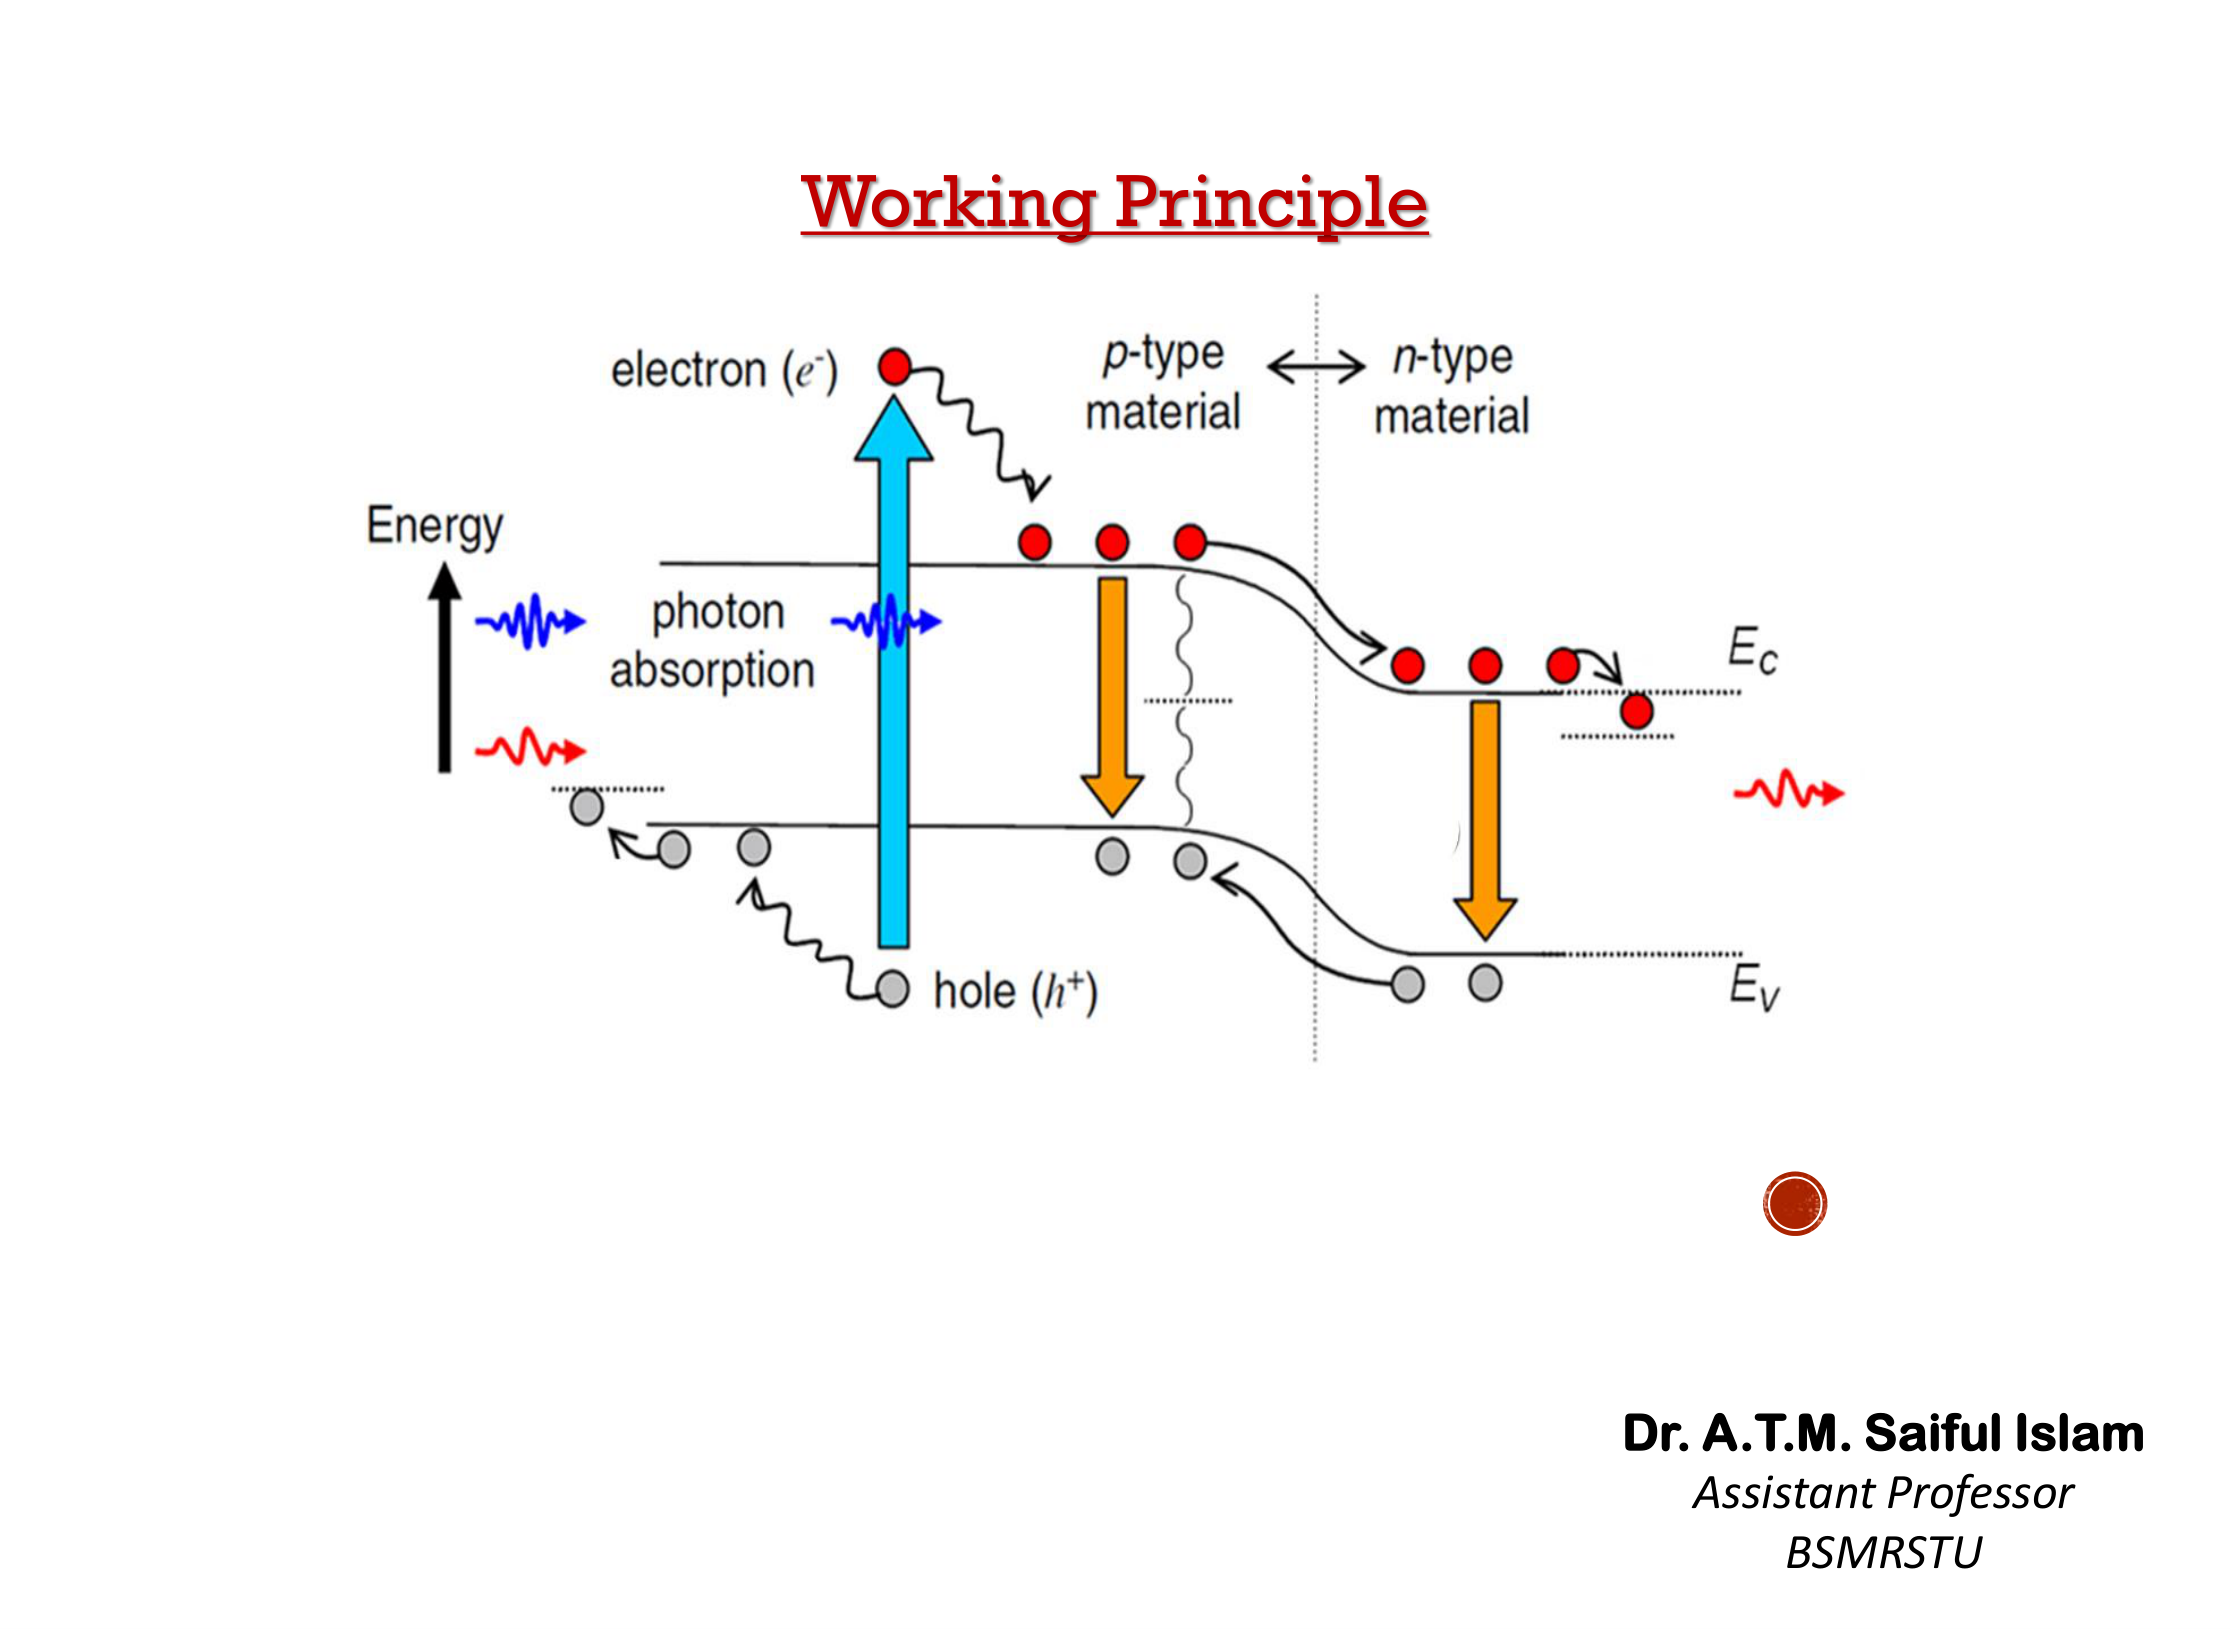 Working Principle
electron (e-)
p-type
material
n-type
material
Energy
photon
absorption
EC
EV
hole (h+)
Dr. A.T.M. Saiful Islam
Assistant Professor
BSMRSTU